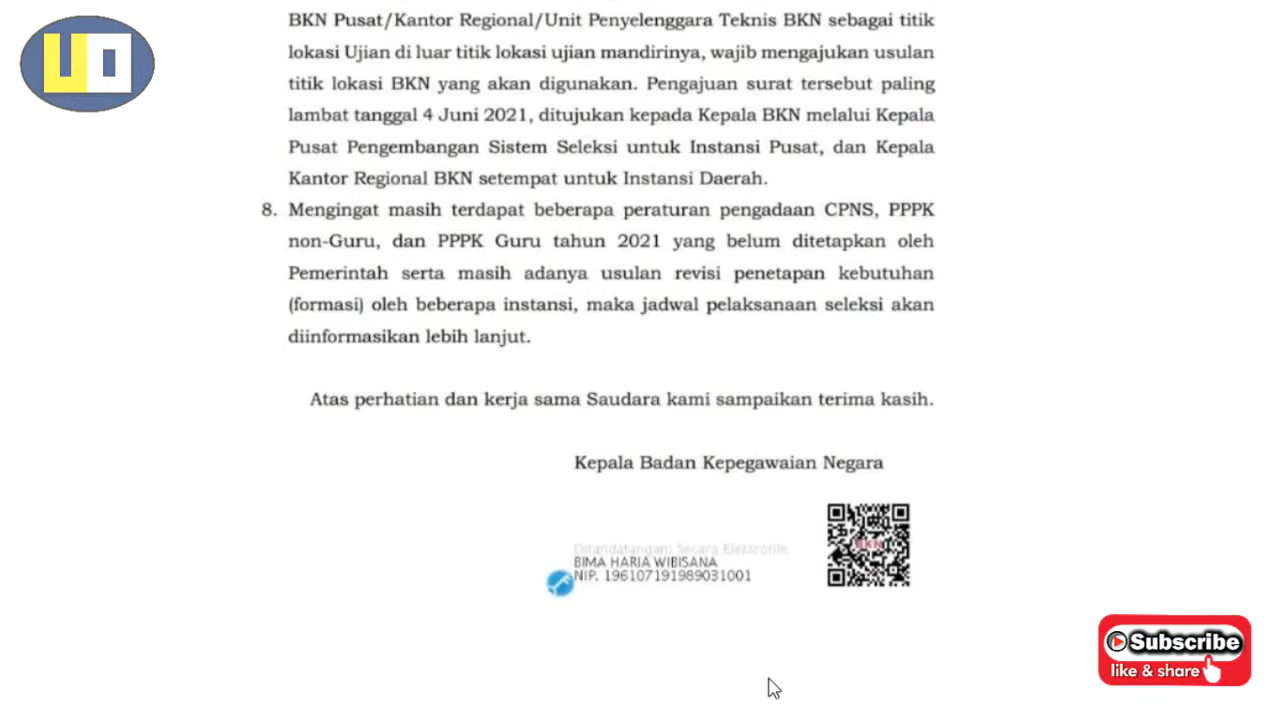 UO
BKN Pusat/Kantor Regional/Unit Penyelenggara Teknis BKN sebagai titik
lokasi Ujian di luar titik lokasi ujian mandirinya, wajib mengajukan usulan
titik lokasi BKN yang akan digunakan. Pengajuan surat tersebut paling
lambat tanggal 4 Juni 2021, ditujukan kepada Kepala BKN melalui Kepala
Pusat Pengembangan Sistem Seleksi untuk Instansi Pusat, dan Kepala
Kantor Regional BKN setempat untuk Instansi Daerah.
8. Mengingat masih terdapat beberapa peraturan pengadaan CPNS, PPPK
non-Guru, dan PPPK Guru tahun 2021 yang belum ditetapkan oleh
Pemerintah serta masih adanya usulan revisi penetapan kebutuhan
(formasi) oleh beberapa instansi, maka jadwal pelaksanaan seleksi akan
diinformasikan lebih lanjut.
Atas perhatian dan kerja sama Saudara kami sampaikan terima kasih.
Kepala Badan Kepegawaian Negara
Ditandatangani Secara Elektronik
BIMA HARIA WIBISANA
NIP. 196107191989031001
BKN
Subscribe
like & share